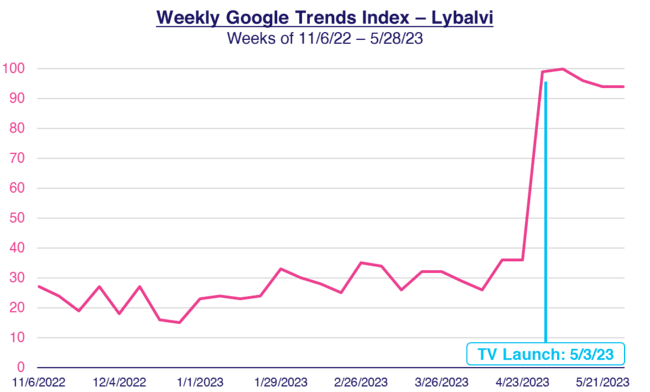 Weekly Google Trends Index – Lybalvi
Weeks of 11/6/22 – 5/28/23
100
90
80
70
60
50
40
30
20
10
0
TV Launch: 5/3/23
11/6/2022 12/4/2022 1/1/2023 1/29/2023 2/26/2023 3/26/2023 4/23/2023 5/21/2023